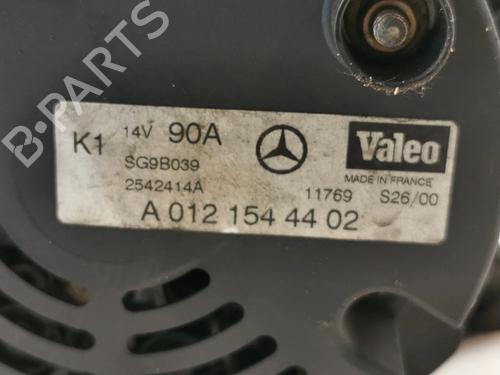 K1 14V 90A Valeo
MADE IN FRANCE
SG9B039
2542414A 11769 S26/00
A 012 154 44 02
B-PARTS